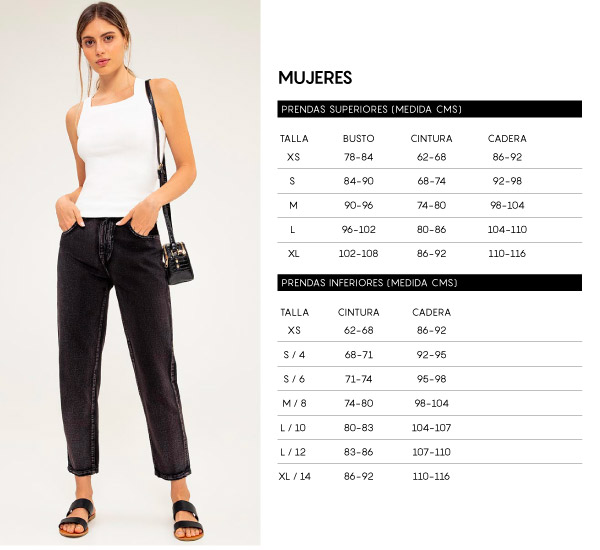 MUJERES
PRENDAS SUPERIORES (MEDIDA CMS)
TALLA BUSTO CINTURA CADERA
XS 78-84 62-68 86-92
S 84-90 68-74 92-98
M 90-96 74-80 98-104
L 96-102 80-86 104-110
XL 102-108 86-92 110-116
PRENDAS INFERIORES (MEDIDA CMS)
TALLA CINTURA CADERA
XS 62-68 86-92
S / 4 68-71 92-95
S / 6 71-74 95-98
M / 8 74-80 98-104
L / 10 80-83 104-107
L / 12 83-86 107-110
XL / 14 86-92 110-116